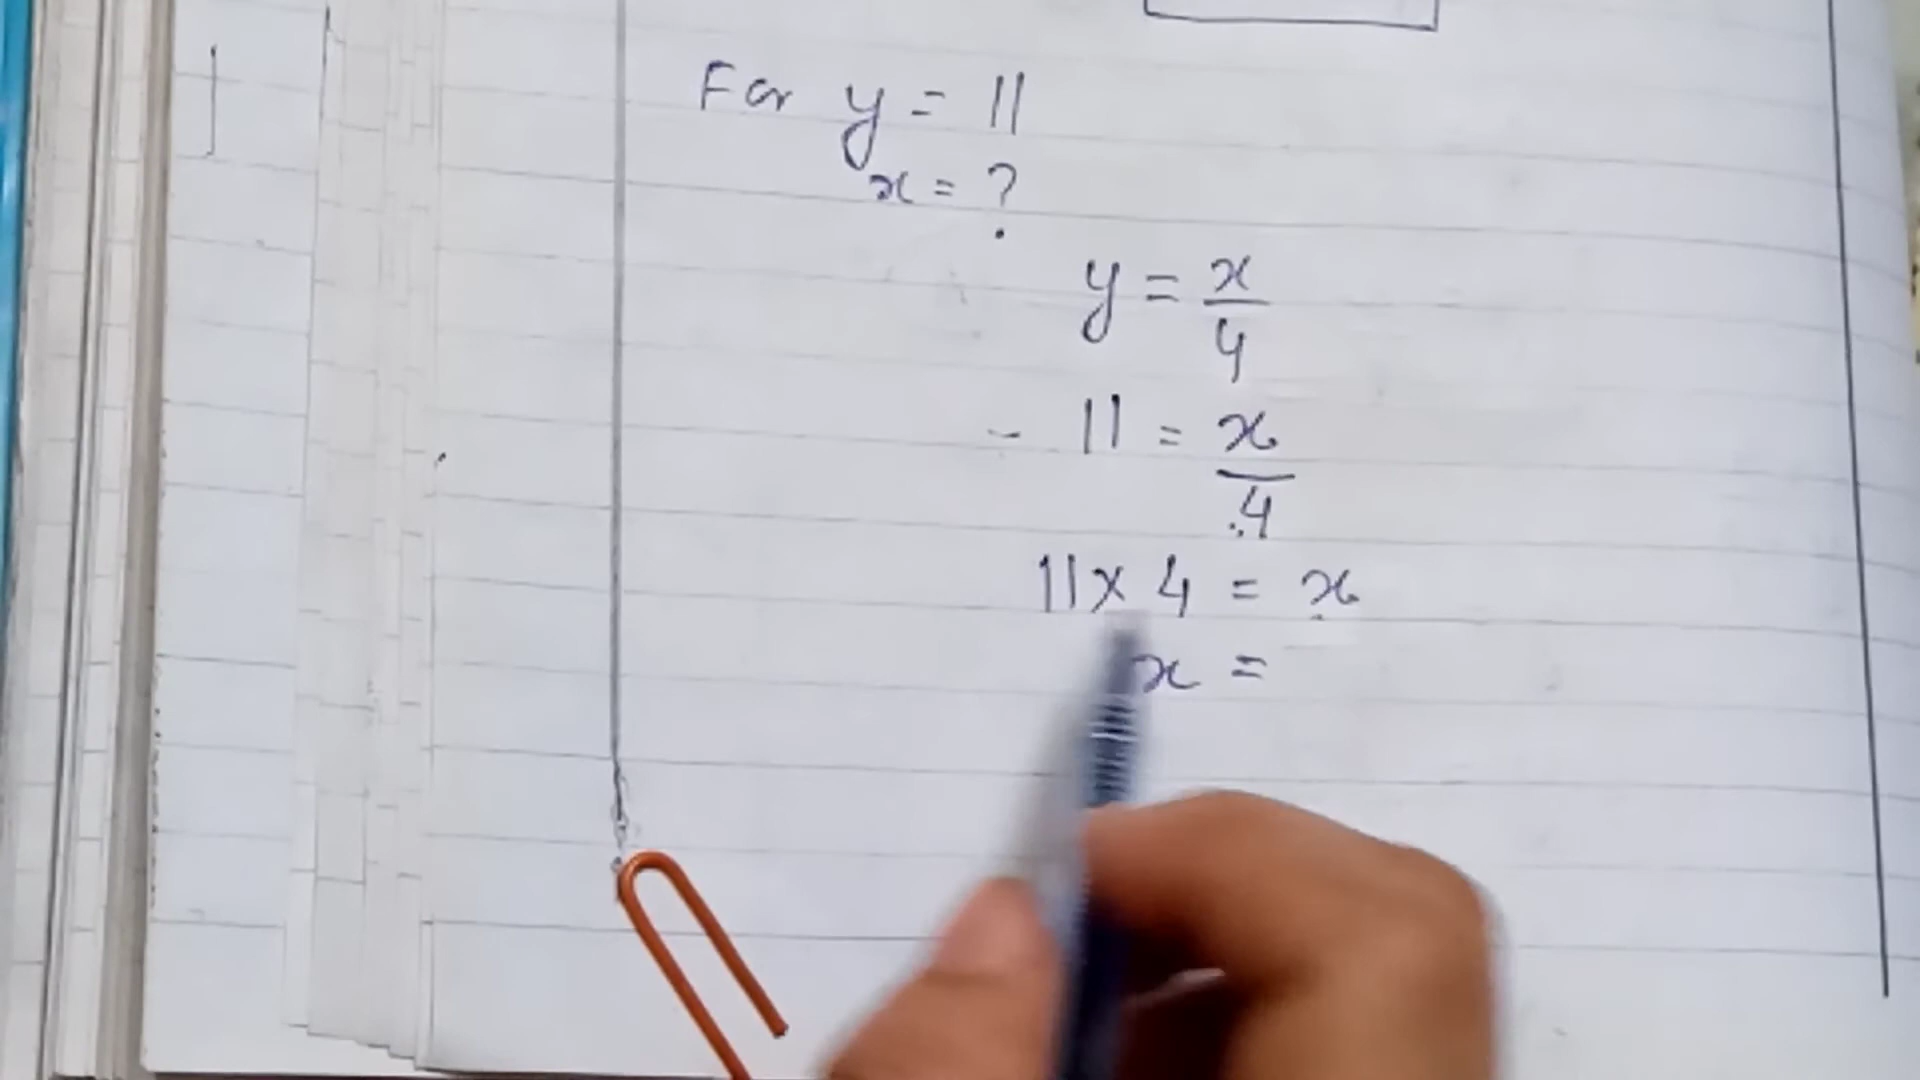 For y = 11
x = ?
y = x/4
- 11 = x/4
11 x 4 = x
x =